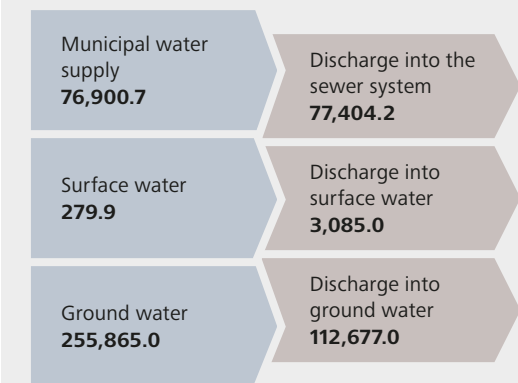 Municipal water
supply
76,900.7
Discharge into the
sewer system
77,404.2
Surface water
279.9
Discharge into
surface water
3,085.0
Ground water
255,865.0
Discharge into
ground water
112,677.0